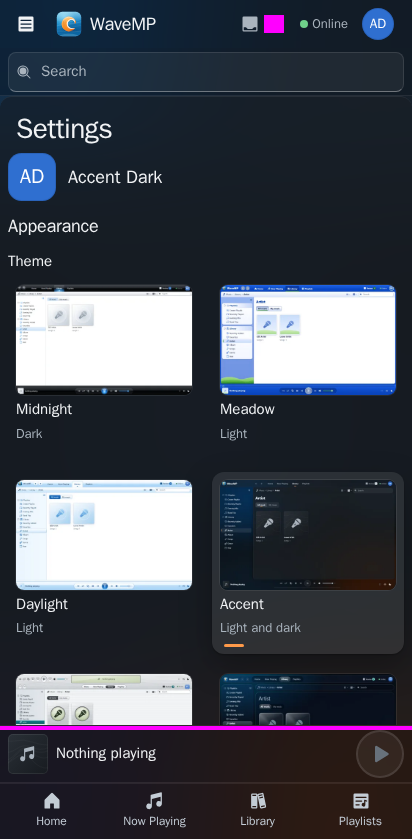 WaveMP
Online
AD
Search
Settings
AD
Accent Dark
Appearance
Theme
Midnight
Dark
Meadow
Light
Daylight
Light
Accent
Light and dark
Nothing playing
Home
Now Playing
Library
Playlists